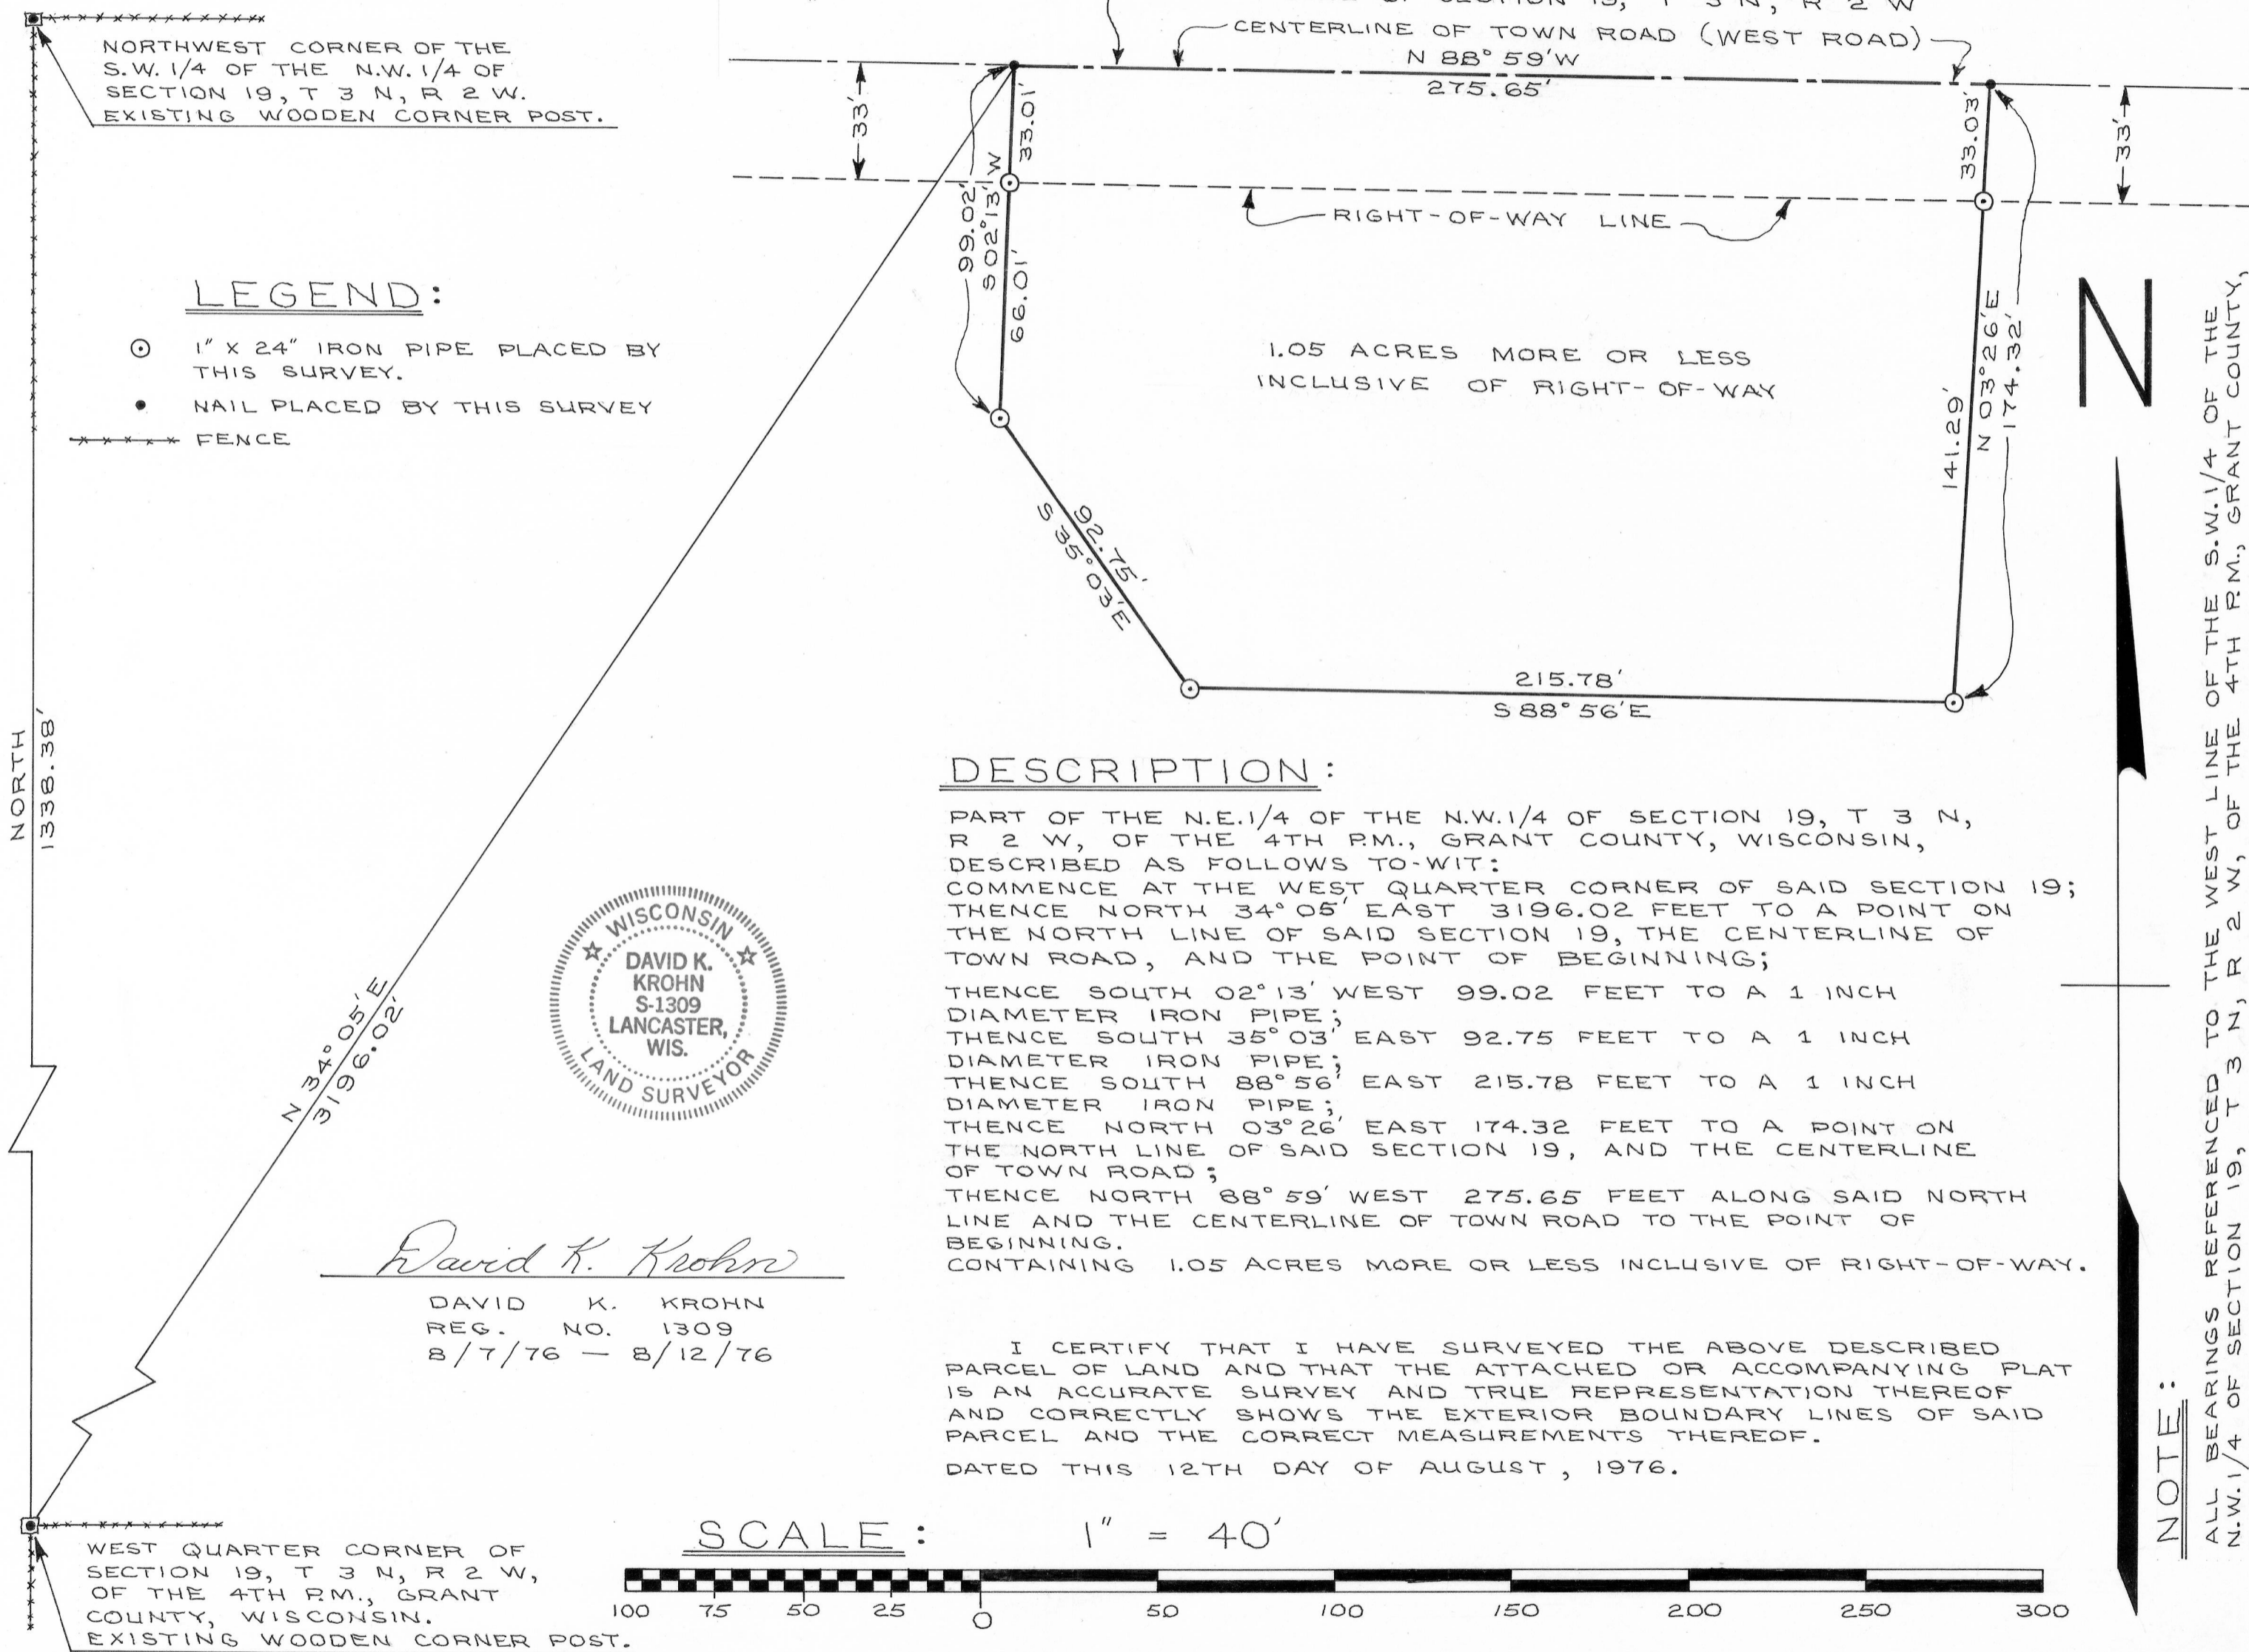 OF SECTION 19, T 3 N, R 2 W
CENTERLINE OF TOWN ROAD (WEST ROAD)
N 88° 59' W
275.65'
NORTHWEST CORNER OF THE
S.W. 1/4 OF THE N.W. 1/4 OF
SECTION 19, T 3 N, R 2 W.
EXISTING WOODEN CORNER POST.
33'
33.01'
99.02'
S 02° 13' W
66.01'
33.03'
33'
RIGHT-OF-WAY LINE
LEGEND:
1" X 24" IRON PIPE PLACED BY
THIS SURVEY.
NAIL PLACED BY THIS SURVEY
FENCE
1.05 ACRES MORE OR LESS
INCLUSIVE OF RIGHT-OF-WAY
141.29'
N 03° 26' E
174.32'
N
92.75'
S 35° 03' E
215.78'
S 88° 56' E
NORTH
1338.38'
N 34° 05' E
3196.02'
DESCRIPTION:
PART OF THE N.E.1/4 OF THE N.W.1/4 OF SECTION 19, T 3 N,
R 2 W, OF THE 4TH P.M., GRANT COUNTY, WISCONSIN,
DESCRIBED AS FOLLOWS TO-WIT:
COMMENCE AT THE WEST QUARTER CORNER OF SAID SECTION 19;
THENCE NORTH 34° 05' EAST 3196.02 FEET TO A POINT ON
THE NORTH LINE OF SAID SECTION 19, THE CENTERLINE OF
TOWN ROAD, AND THE POINT OF BEGINNING;
THENCE SOUTH 02° 13' WEST 99.02 FEET TO A 1 INCH
DIAMETER IRON PIPE;
THENCE SOUTH 35° 03' EAST 92.75 FEET TO A 1 INCH
DIAMETER IRON PIPE;
THENCE SOUTH 88° 56' EAST 215.78 FEET TO A 1 INCH
DIAMETER IRON PIPE;
THENCE NORTH 03° 26' EAST 174.32 FEET TO A POINT ON
THE NORTH LINE OF SAID SECTION 19, AND THE CENTERLINE
OF TOWN ROAD;
THENCE NORTH 88° 59' WEST 275.65 FEET ALONG SAID NORTH
LINE AND THE CENTERLINE OF TOWN ROAD TO THE POINT OF
BEGINNING.
CONTAINING 1.05 ACRES MORE OR LESS INCLUSIVE OF RIGHT-OF-WAY.
WISCONSIN
DAVID K.
KROHN
S-1309
LANCASTER,
WIS.
LAND SURVEYOR
David K. Krohn
DAVID K. KROHN
REG. NO. 1309
8/7/76 — 8/12/76
I CERTIFY THAT I HAVE SURVEYED THE ABOVE DESCRIBED
PARCEL OF LAND AND THAT THE ATTACHED OR ACCOMPANYING PLAT
IS AN ACCURATE SURVEY AND TRUE REPRESENTATION THEREOF
AND CORRECTLY SHOWS THE EXTERIOR BOUNDARY LINES OF SAID
PARCEL AND THE CORRECT MEASUREMENTS THEREOF.
DATED THIS 12TH DAY OF AUGUST, 1976.
NOTE:
ALL BEARINGS REFERENCED TO THE WEST LINE OF THE S.W.1/4 OF THE
N.W.1/4 OF SECTION 19, T 3 N, R 2 W, OF THE 4TH P.M., GRANT COUNTY,
WEST QUARTER CORNER OF
SECTION 19, T 3 N, R 2 W,
OF THE 4TH P.M., GRANT
COUNTY, WISCONSIN.
EXISTING WOODEN CORNER POST.
SCALE: 1" = 40'
100 75 50 25 0 50 100 150 200 250 300